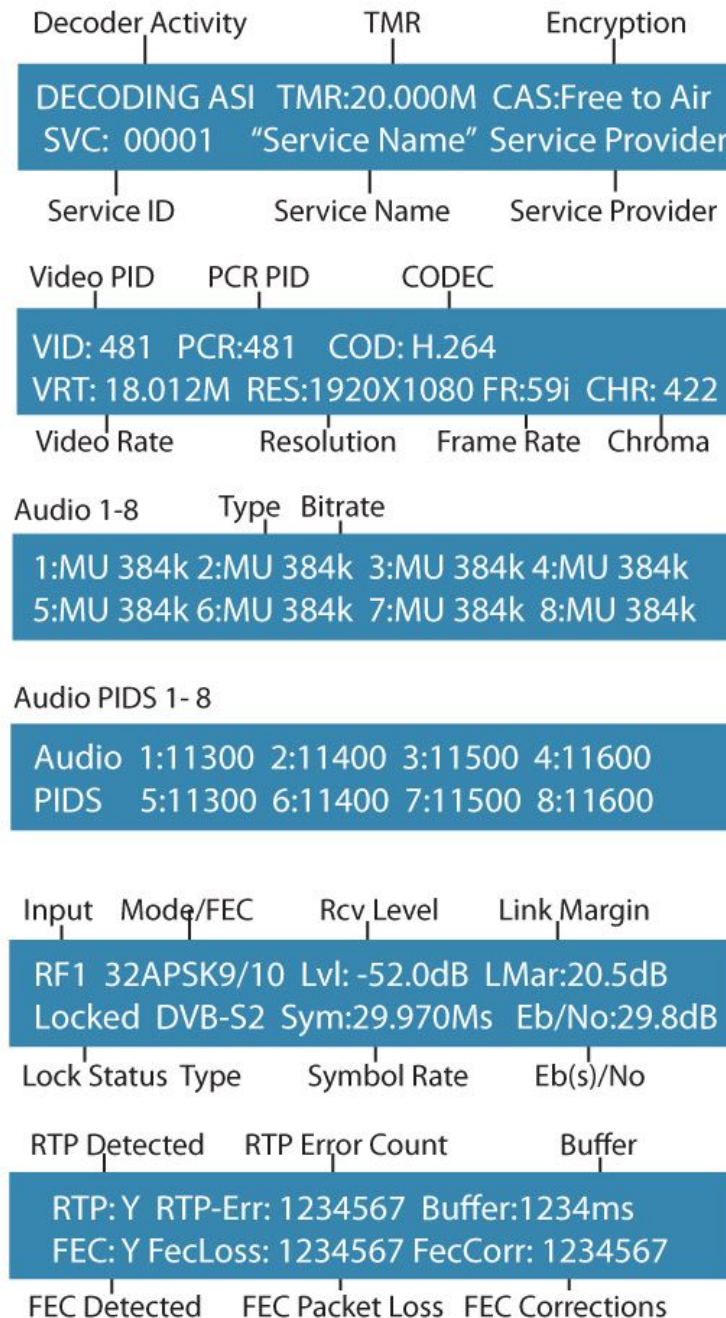 Decoder Activity TMR Encryption
DECODING ASI TMR:20.000M CAS:Free to Air
SVC: 00001 “Service Name” Service Provider
Service ID Service Name Service Provider
Video PID PCR PID CODEC
VID: 481 PCR:481 COD: H.264
VRT: 18.012M RES:1920X1080 FR:59i CHR: 422
Video Rate Resolution Frame Rate Chroma
Audio 1-8 Type Bitrate
1:MU 384k 2:MU 384k 3:MU 384k 4:MU 384k
5:MU 384k 6:MU 384k 7:MU 384k 8:MU 384k
Audio PIDS 1- 8
Audio 1:11300 2:11400 3:11500 4:11600
PIDS 5:11300 6:11400 7:11500 8:11600
Input Mode/FEC Rcv Level Link Margin
RF1 32APSK9/10 Lvl: -52.0dB LMar:20.5dB
Locked DVB-S2 Sym:29.970Ms Eb/No:29.8dB
Lock Status Type Symbol Rate Eb(s)/No
RTP Detected RTP Error Count Buffer
RTP: Y RTP-Err: 1234567 Buffer:1234ms
FEC: Y FecLoss: 1234567 FecCorr: 1234567
FEC Detected FEC Packet Loss FEC Corrections